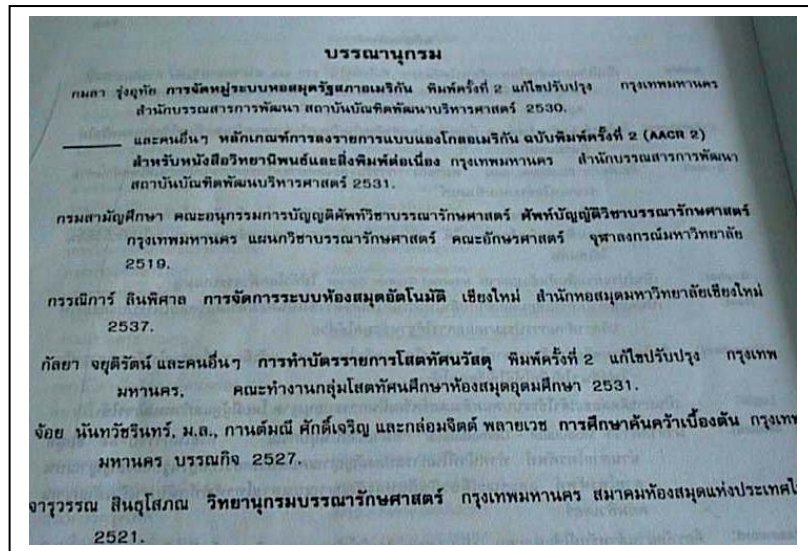 บรรณานุกรม
กมลา รุ่งอุทัย การจัดหมู่ระบบหอสมุดรัฐสภาอเมริกัน พิมพ์ครั้งที่ 2 แก้ไขปรับปรุง กรุงเทพมหานคร
สำนักบรรณสารการพัฒนา สถาบันบัณฑิตพัฒนาบริหารศาสตร์ 2530.
และคนอื่นๆ หลักเกณฑ์การลงรายการแบบแองโกลอเมริกัน ฉบับพิมพ์ครั้งที่ 2 (AACR 2)
สำหรับหนังสือวิทยานิพนธ์และสิ่งพิมพ์ต่อเนื่อง กรุงเทพมหานคร สำนักบรรณสารการพัฒนา
สถาบันบัณฑิตพัฒนบริหารศาสตร์ 2531.
กรมสามัญศึกษา คณะอนุกรรมการบัญญัติศัพท์วิชาบรรณารักษศาสตร์ ศัพท์บัญญัติวิชาบรรณารักษศาสตร์
กรุงเทพมหานคร แผนกวิชาบรรณารักษศาสตร์ คณะอักษรศาสตร์ จุฬาลงกรณ์มหาวิทยาลัย
2519.
กรรณิการ์ ลินพิศาล การจัดการระบบห้องสมุดอัตโนมัติ เชียงใหม่ สำนักหอสมุดมหาวิทยาลัยเชียงใหม่
2537.
กัลยา จยุติรัตน์ และคนอื่นๆ การทำบัตรรายการโสตทัศนวัสดุ พิมพ์ครั้งที่ 2 แก้ไขปรับปรุง กรุงเทพ
มหานคร, คณะทำงานกลุ่มโสตทัศนศึกษาห้องสมุดอุดมศึกษา 2531.
จ้อย นันทวัชรินทร์, ม.ล., กานต์มณี ศักดิ์เจริญ และกล่อมจิตต์ พลายเวช การศึกษาค้นคว้าเบื้องต้น กรุงเทพ
มหานคร บรรณกิจ 2527.
จารุวรรณ สินธุโสภณ วิทยานุกรมบรรณารักษศาสตร์ กรุงเทพมหานคร สมาคมห้องสมุดแห่งประเทศไ
2521.